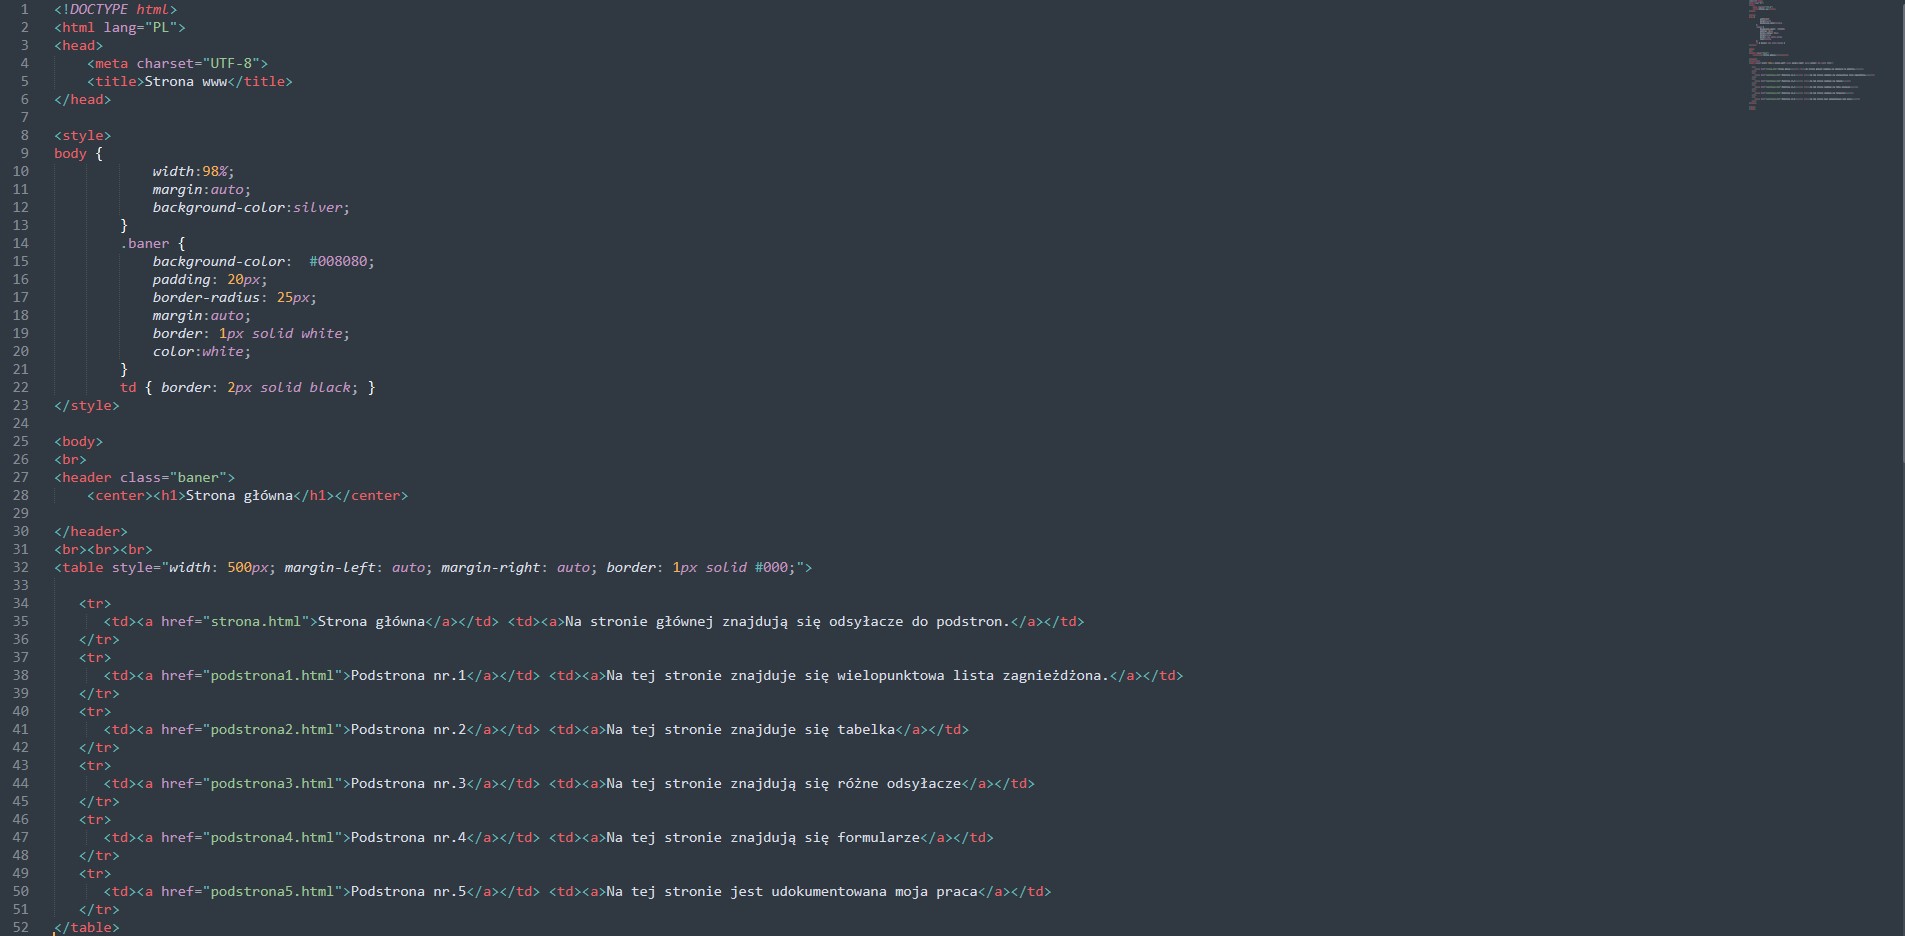 1 <!DOCTYPE html>
2 <html lang="PL">
3 <head>
4     <meta charset="UTF-8">
5     <title>Strona www</title>
6 </head>
7
8 <style>
9 body {
10             width:98%;
11             margin:auto;
12             background-color:silver;
13         }
14         .baner {
15             background-color:  #008080;
16             padding: 20px;
17             border-radius: 25px;
18             margin:auto;
19             border: 1px solid white;
20             color:white;
21         }
22         td { border: 2px solid black; }
23 </style>
24
25 <body>
26 <br>
27 <header class="baner">
28     <center><h1>Strona główna</h1></center>
29
30 </header>
31 <br><br><br>
32 <table style="width: 500px; margin-left: auto; margin-right: auto; border: 1px solid #000;">
33
34    <tr>
35       <td><a href="strona.html">Strona główna</a></td> <td><a>Na stronie głównej znajdują się odsyłacze do podstron.</a></td>
36    </tr>
37    <tr>
38       <td><a href="podstrona1.html">Podstrona nr.1</a></td> <td><a>Na tej stronie znajduje się wielopunktowa lista zagnieżdżona.</a></td>
39    </tr>
40    <tr>
41       <td><a href="podstrona2.html">Podstrona nr.2</a></td> <td><a>Na tej stronie znajduje się tabelka</a></td>
42    </tr>
43    <tr>
44       <td><a href="podstrona3.html">Podstrona nr.3</a></td> <td><a>Na tej stronie znajdują się różne odsyłacze</a></td>
45    </tr>
46    <tr>
47       <td><a href="podstrona4.html">Podstrona nr.4</a></td> <td><a>Na tej stronie znajdują się formularze</a></td>
48    </tr>
49    <tr>
50       <td><a href="podstrona5.html">Podstrona nr.5</a></td> <td><a>Na tej stronie jest udokumentowana moja praca</a></td>
51    </tr>
52 </table>